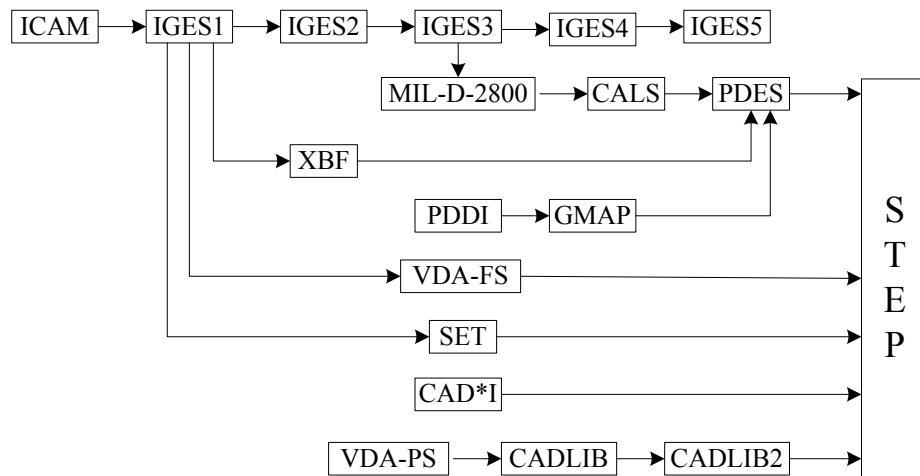 ICAM
IGES1
IGES2
IGES3
IGES4
IGES5
MIL-D-2800
CALS
PDES
XBF
PDDI
GMAP
VDA-FS
SET
CAD*I
VDA-PS
CADLIB
CADLIB2
S
T
E
P